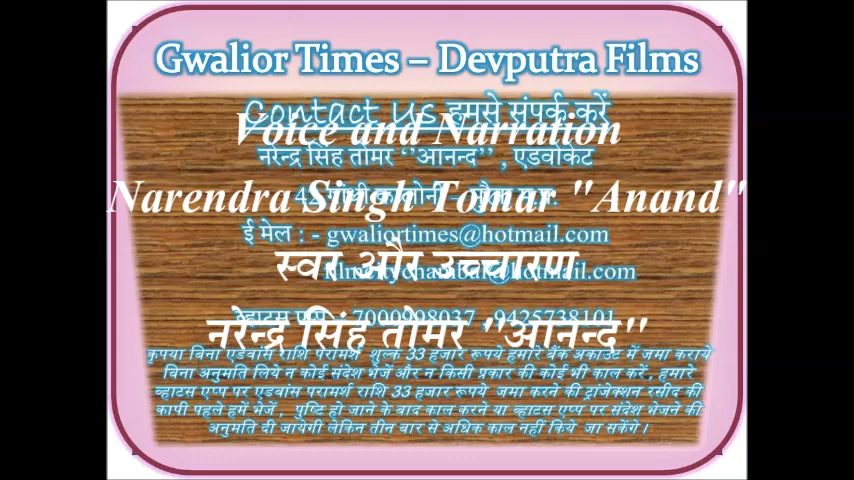 Gwalior Times – Devputra Films
Contact Us हमसे संपर्क करें
Voice and Narration
नरेन्द्र सिंह तोमर ‘‘आनन्द’’ , एडवोकेट
Narendra Singh Tomar "Anand"
ई मेल : - gwaliortimes@hotmail.com
स्वर और उच्चारण
नरेन्द्र सिंह तोमर "आनन्द"
कृपया बिना एडवांस राशि परामर्श शुल्क 33 हजार रूपये हमारे बैंक अकाउंट में जमा कराये
बिना अनुमति लिये न कोई संदेश भेजें और न किसी प्रकार की कोई भी काल करें , हमारे
व्हाटस एप्प पर एडवांस परामर्श राशि 33 हजार रूपये जमा करने की ट्रांजेक्शन रसीद की
कापी पहले हमें भेजें , पुष्टि हो जाने के बाद काल करने या व्हाटस एप्प पर संदेश भेजने की
अनुमति दी जायेगी लेकिन तीन बार से अधिक काल नहीं किये जा सकेंगे ।